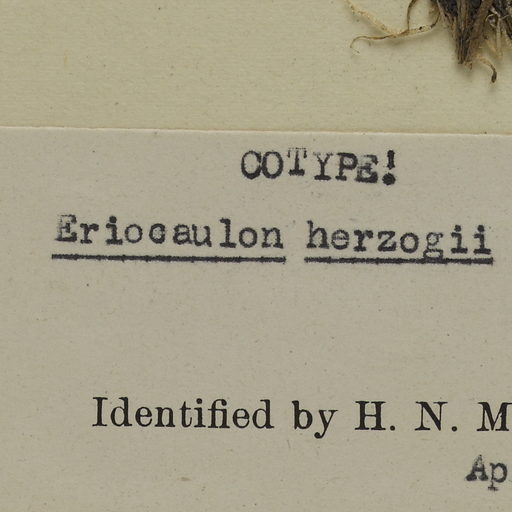 COTYPE!
Eriocaulon herzogii
Identified by H. N. M
Ap